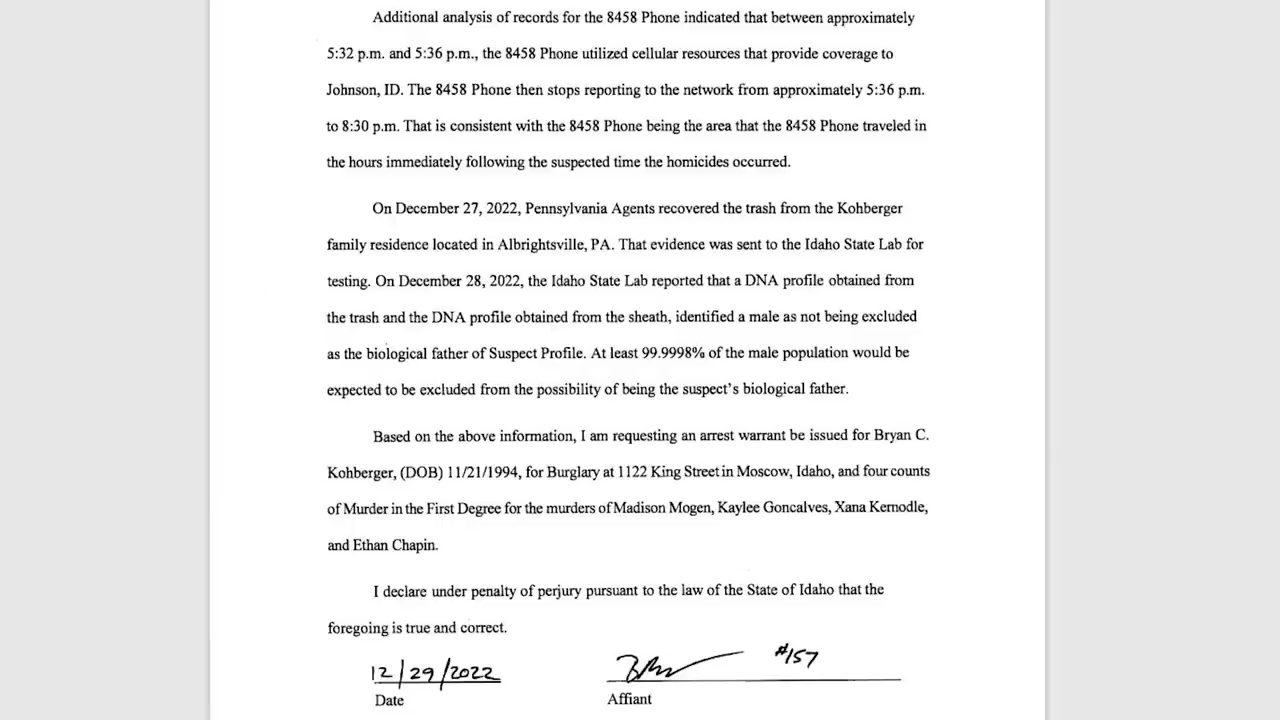 Additional analysis of records for the 8458 Phone indicated that between approximately
5:32 p.m. and 5:36 p.m., the 8458 Phone utilized cellular resources that provide coverage to
Johnson, ID. The 8458 Phone then stops reporting to the network from approximately 5:36 p.m.
to 8:30 p.m. That is consistent with the 8458 Phone being the area that the 8458 Phone traveled in
the hours immediately following the suspected time the homicides occurred.
On December 27, 2022, Pennsylvania Agents recovered the trash from the Kohberger
family residence located in Albrightsville, PA. That evidence was sent to the Idaho State Lab for
testing. On December 28, 2022, the Idaho State Lab reported that a DNA profile obtained from
the trash and the DNA profile obtained from the sheath, identified a male as not being excluded
as the biological father of Suspect Profile. At least 99.9998% of the male population would be
expected to be excluded from the possibility of being the suspect's biological father.
Based on the above information, I am requesting an arrest warrant be issued for Bryan C.
Kohberger, (DOB) 11/21/1994, for Burglary at 1122 King Street in Moscow, Idaho, and four counts
of Murder in the First Degree for the murders of Madison Mogen, Kaylee Goncalves, Xana Kernodle,
and Ethan Chapin.
I declare under penalty of perjury pursuant to the law of the State of Idaho that the
foregoing is true and correct.
12/29/2022 #157
Date Affiant